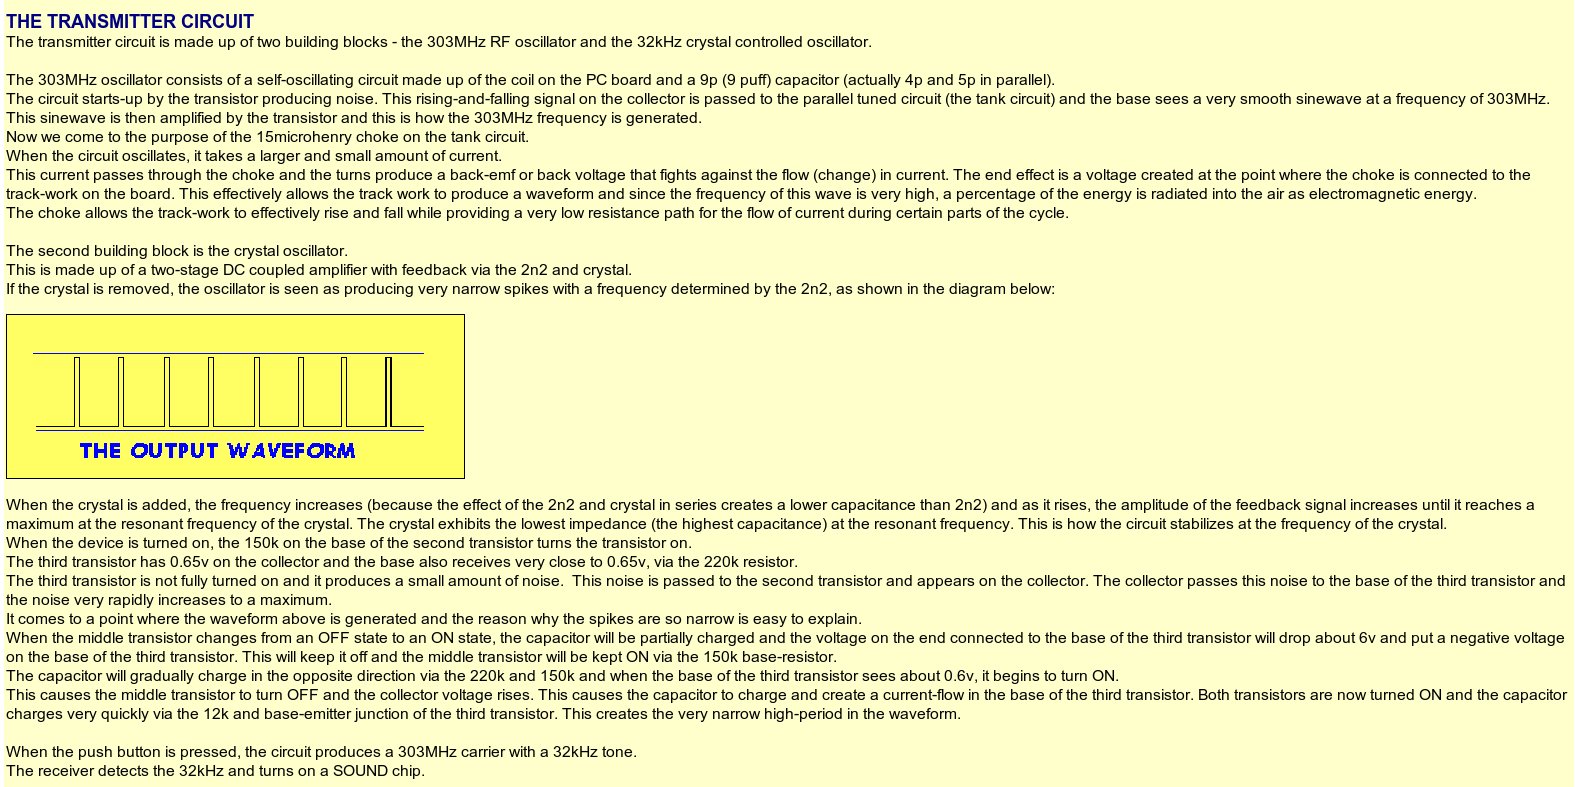 THE TRANSMITTER CIRCUIT
The transmitter circuit is made up of two building blocks - the 303MHz RF oscillator and the 32kHz crystal controlled oscillator.
The 303MHz oscillator consists of a self-oscillating circuit made up of the coil on the PC board and a 9p (9 puff) capacitor (actually 4p and 5p in parallel).
The circuit starts-up by the transistor producing noise. This rising-and-falling signal on the collector is passed to the parallel tuned circuit (the tank circuit) and the base sees a very smooth sinewave at a frequency of 303MHz.
This sinewave is then amplified by the transistor and this is how the 303MHz frequency is generated.
Now we come to the purpose of the 15microhenry choke on the tank circuit.
When the circuit oscillates, it takes a larger and small amount of current.
This current passes through the choke and the turns produce a back-emf or back voltage that fights against the flow (change) in current. The end effect is a voltage created at the point where the choke is connected to the
track-work on the board. This effectively allows the track work to produce a waveform and since the frequency of this wave is very high, a percentage of the energy is radiated into the air as electromagnetic energy.
The choke allows the track-work to effectively rise and fall while providing a very low resistance path for the flow of current during certain parts of the cycle.
The second building block is the crystal oscillator.
This is made up of a two-stage DC coupled amplifier with feedback via the 2n2 and crystal.
If the crystal is removed, the oscillator is seen as producing very narrow spikes with a frequency determined by the 2n2, as shown in the diagram below:
THE OUTPUT WAVEFORM
When the crystal is added, the frequency increases (because the effect of the 2n2 and crystal in series creates a lower capacitance than 2n2) and as it rises, the amplitude of the feedback signal increases until it reaches a
maximum at the resonant frequency of the crystal. The crystal exhibits the lowest impedance (the highest capacitance) at the resonant frequency. This is how the circuit stabilizes at the frequency of the crystal.
When the device is turned on, the 150k on the base of the second transistor turns the transistor on.
The third transistor has 0.65v on the collector and the base also receives very close to 0.65v, via the 220k resistor.
The third transistor is not fully turned on and it produces a small amount of noise.  This noise is passed to the second transistor and appears on the collector. The collector passes this noise to the base of the third transistor and
the noise very rapidly increases to a maximum.
It comes to a point where the waveform above is generated and the reason why the spikes are so narrow is easy to explain.
When the middle transistor changes from an OFF state to an ON state, the capacitor will be partially charged and the voltage on the end connected to the base of the third transistor will drop about 6v and put a negative voltage
on the base of the third transistor. This will keep it off and the middle transistor will be kept ON via the 150k base-resistor.
The capacitor will gradually charge in the opposite direction via the 220k and 150k and when the base of the third transistor sees about 0.6v, it begins to turn ON.
This causes the middle transistor to turn OFF and the collector voltage rises. This causes the capacitor to charge and create a current-flow in the base of the third transistor. Both transistors are now turned ON and the capacitor
charges very quickly via the 12k and base-emitter junction of the third transistor. This creates the very narrow high-period in the waveform.
When the push button is pressed, the circuit produces a 303MHz carrier with a 32kHz tone.
The receiver detects the 32kHz and turns on a SOUND chip.